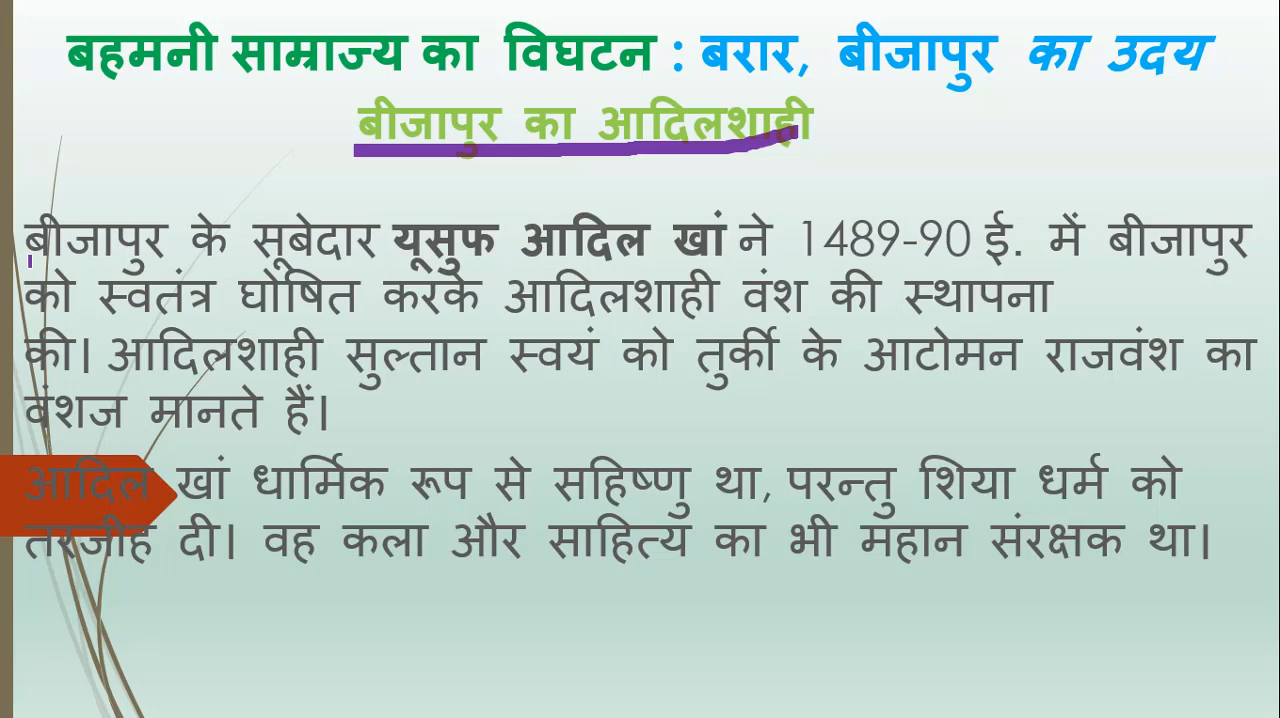 बहमनी साम्राज्य का विघटन : बरार, बीजापुर का उदय
बीजापुर का आदिलशाही
बीजापुर के सूबेदार यूसुफ आदिल खां ने 1489-90 ई. में बीजापुर
को स्वतंत्र घोषित करके आदिलशाही वंश की स्थापना
की। आदिलशाही सुल्तान स्वयं को तुर्की के आटोमन राजवंश का
वंशज मानते हैं।
आदिल खां धार्मिक रूप से सहिष्णु था, परन्तु शिया धर्म को
तरजीह दी। वह कला और साहित्य का भी महान संरक्षक था।